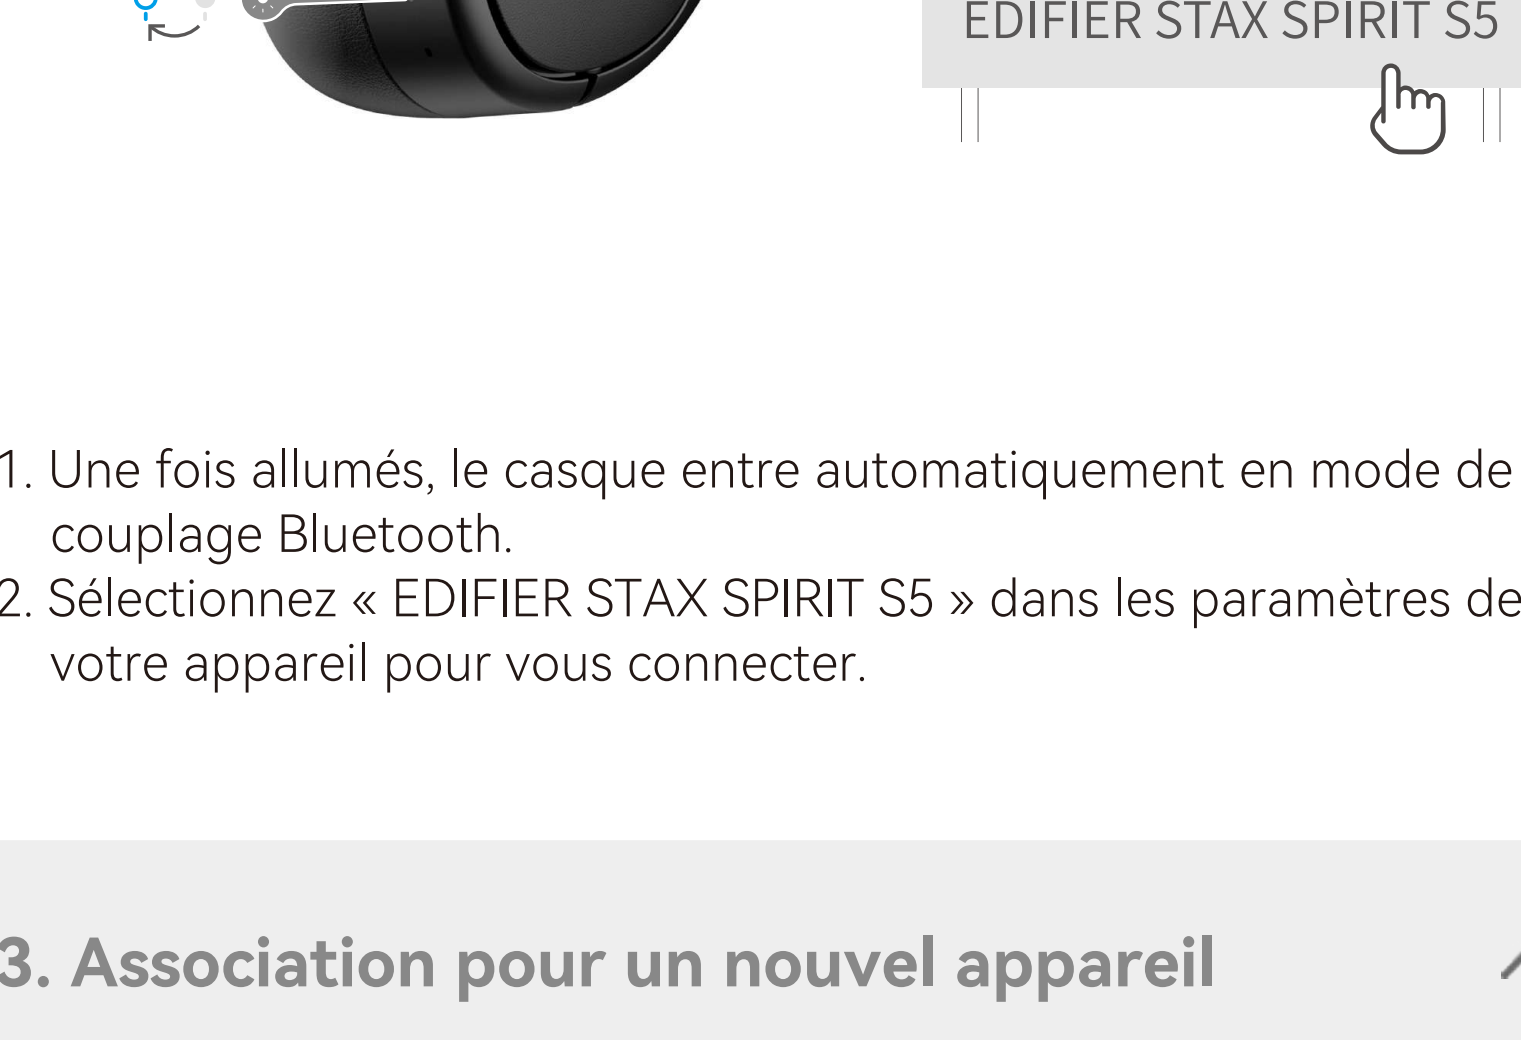 EDIFIER STAX SPIRIT S5
1. Une fois allumés, le casque entre automatiquement en mode de
couplage Bluetooth.
2. Sélectionnez « EDIFIER STAX SPIRIT S5 » dans les paramètres de
votre appareil pour vous connecter.
3. Association pour un nouvel appareil